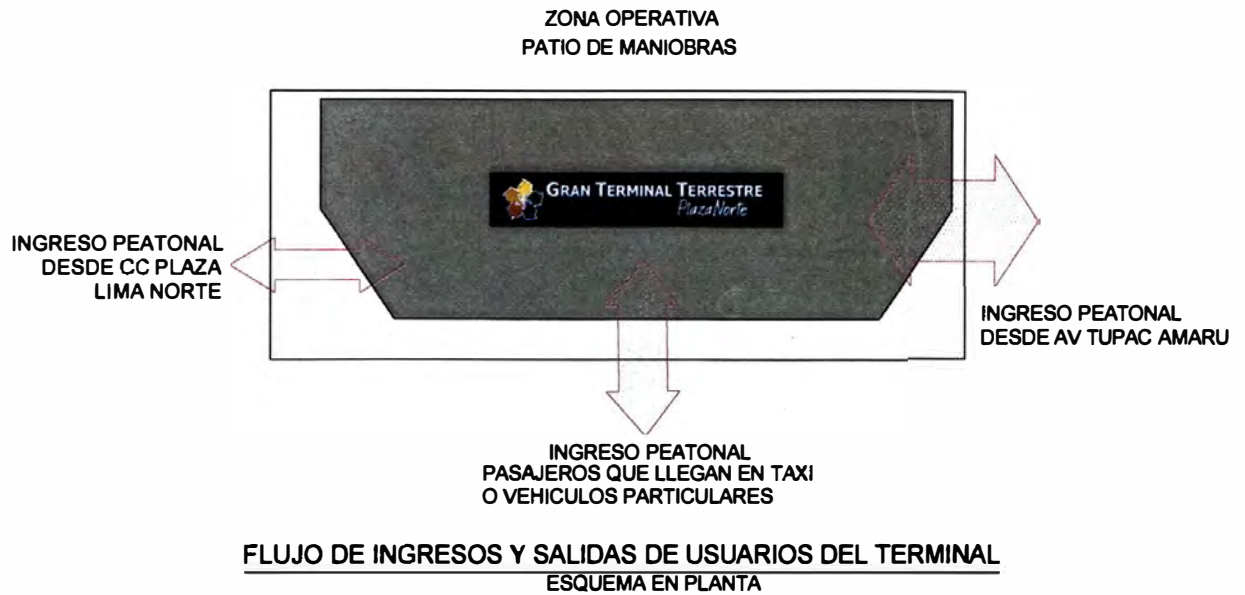 ZONA OPERATIVA
PATIO DE MANIOBRAS
GRAN TERMINAL TERRESTRE
PlazaNorte
INGRESO PEATONAL
DESDE CC PLAZA
LIMA NORTE
INGRESO PEATONAL
DESDE AV TUPAC AMARU
INGRESO PEATONAL
PASAJEROS QUE LLEGAN EN TAXI
O VEHICULOS PARTICULARES
FLUJO DE INGRESOS Y SALIDAS DE USUARIOS DEL TERMINAL
ESQUEMA EN PLANTA